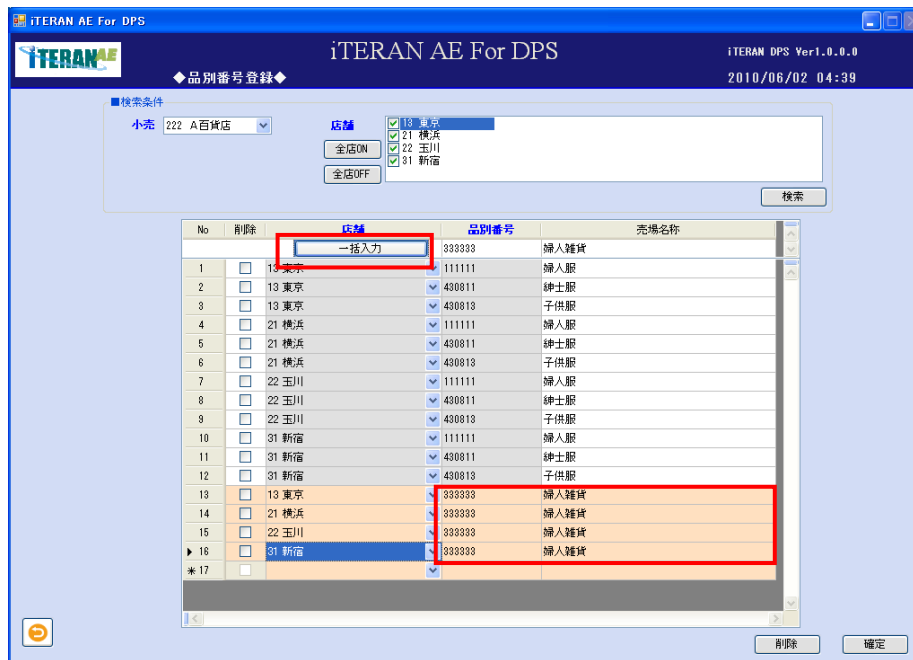 iTERAN AE For DPS
iTERAN AE
iTERAN AE For DPS
iTERAN DPS Ver1.0.0.0
◆品別番号登録◆
2010/06/02 04:39
■検索条件
小売 222 A百貨店
店舗
全店ON
全店OFF
13 東京
21 横浜
22 玉川
31 新宿
検索
No 削除 店舗 品別番号 売場名称
一括入力 333333 婦人雑貨
1 13 東京 111111 婦人服
2 13 東京 430811 紳士服
3 13 東京 430813 子供服
4 21 横浜 111111 婦人服
5 21 横浜 430811 紳士服
6 21 横浜 430813 子供服
7 22 玉川 111111 婦人服
8 22 玉川 430811 紳士服
9 22 玉川 430813 子供服
10 31 新宿 111111 婦人服
11 31 新宿 430811 紳士服
12 31 新宿 430813 子供服
13 13 東京 333333 婦人雑貨
14 21 横浜 333333 婦人雑貨
15 22 玉川 333333 婦人雑貨
16 31 新宿 333333 婦人雑貨
17
削除 確定